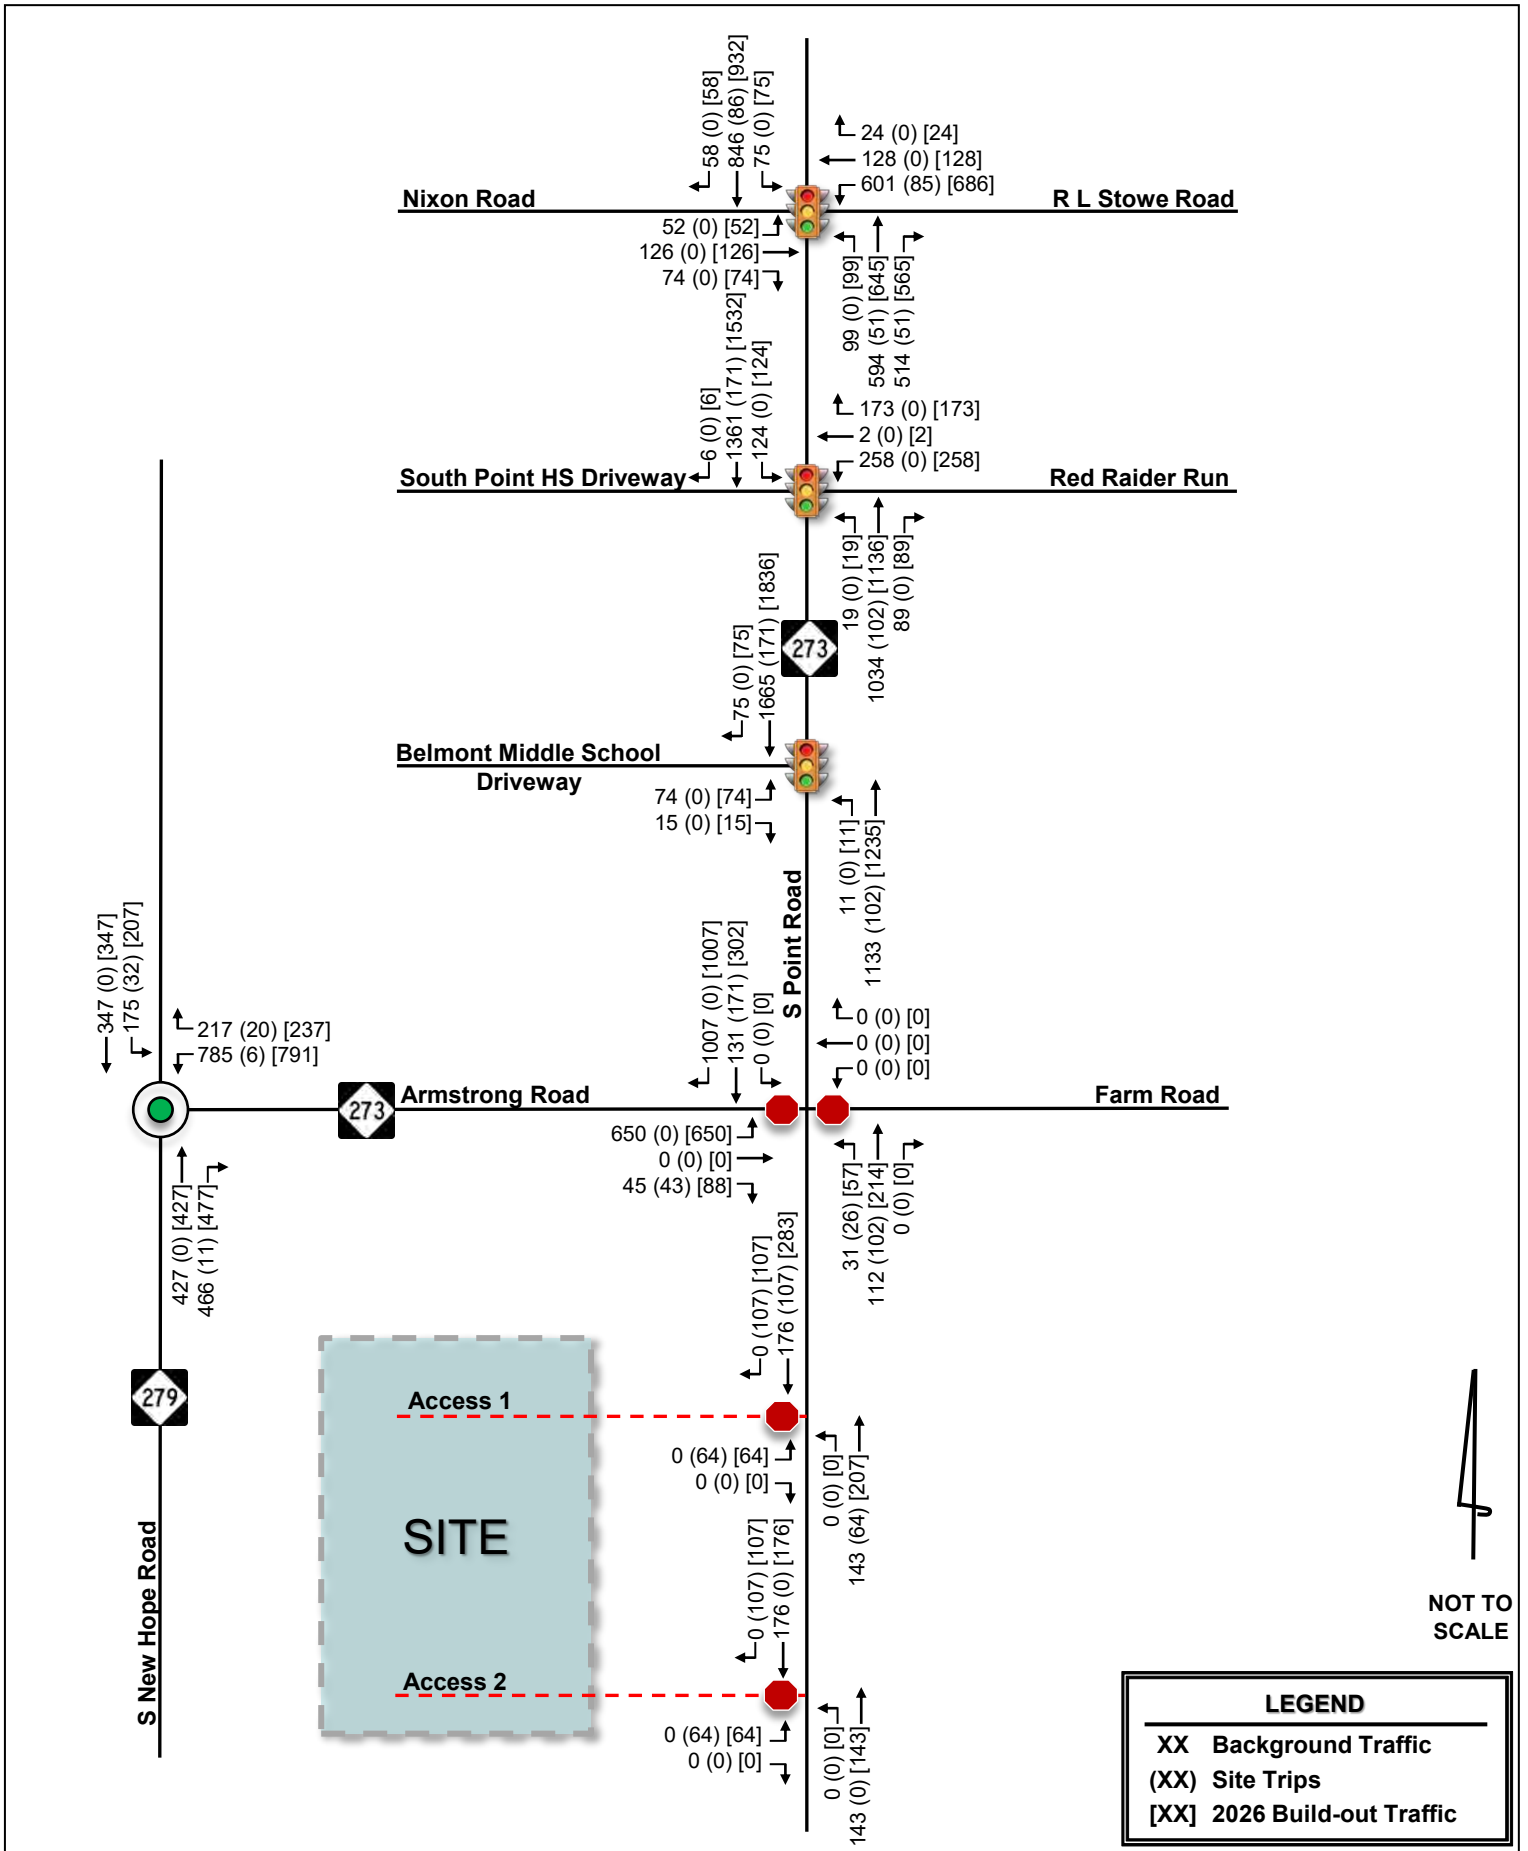 58 (0) [58]
846 (86) [932]
75 (0) [75]
24 (0) [24]
128 (0) [128]
601 (85) [686]
Nixon Road
R L Stowe Road
52 (0) [52]
126 (0) [126]
74 (0) [74]
99 (0) [99]
594 (51) [645]
514 (51) [565]
6 (0) [6]
1361 (171) [1532]
124 (0) [124]
173 (0) [173]
2 (0) [2]
258 (0) [258]
South Point HS Driveway
Red Raider Run
19 (0) [19]
1034 (102) [1136]
89 (0) [89]
75 (0) [75]
1665 (171) [1836]
273
Belmont Middle School
Driveway
74 (0) [74]
15 (0) [15]
11 (0) [11]
1133 (102) [1235]
S Point Road
347 (0) [347]
175 (32) [207]
217 (20) [237]
785 (6) [791]
1007 (0) [1007]
131 (171) [302]
0 (0) [0]
0 (0) [0]
0 (0) [0]
0 (0) [0]
273
Armstrong Road
Farm Road
650 (0) [650]
0 (0) [0]
45 (43) [88]
31 (26) [57]
112 (102) [214]
0 (0) [0]
427 (0) [427]
466 (11) [477]
0 (107) [107]
176 (107) [283]
279
Access 1
0 (64) [64]
0 (0) [0]
0 (0) [0]
143 (64) [207]
SITE
S New Hope Road
0 (107) [107]
176 (0) [176]
Access 2
0 (64) [64]
0 (0) [0]
0 (0) [0]
143 (0) [143]
NOT TO
SCALE
LEGEND
XX Background Traffic
(XX) Site Trips
[XX] 2026 Build-out Traffic